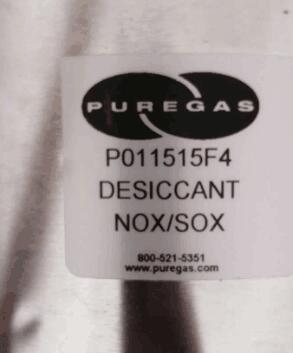 PUREGAS
P011515F4
DESICCANT
NOX/SOX
800-521-5351
www.puregas.com